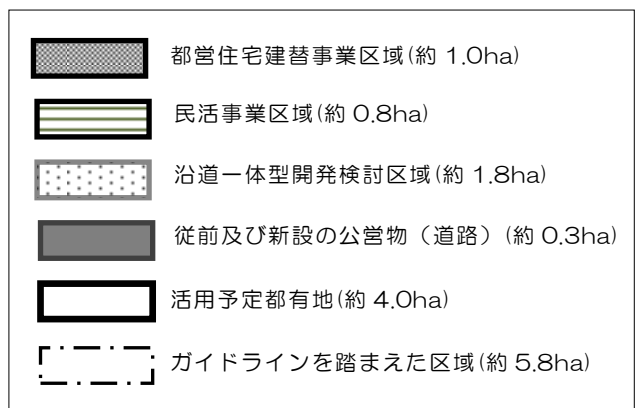 都営住宅建替事業区域(約 1.0ha)
民活事業区域(約 0.8ha)
沿道一体型開発検討区域(約 1.8ha)
従前及び新設の公営物（道路）(約 0.3ha)
活用予定都有地(約 4.0ha)
ガイドラインを踏まえた区域(約 5.8ha)